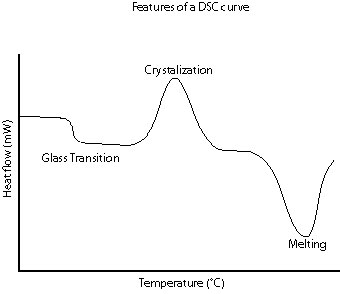 Features of a DSC curve
Crystalization
Glass Transition
Heat flow (mW)
Melting
Temperature (°C)